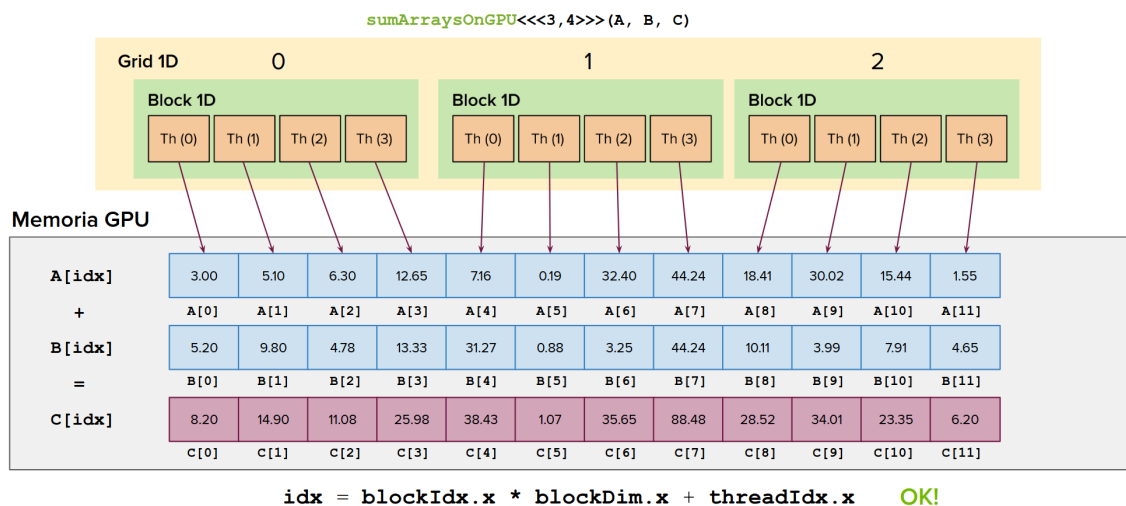 sumArraysOnGPU<<<3,4>>>(A, B, C)
Grid 1D 0 1 2
Block 1D Block 1D Block 1D
Th (0) Th (1) Th (2) Th (3) Th (0) Th (1) Th (2) Th (3) Th (0) Th (1) Th (2) Th (3)
Memoria GPU
A[idx] 3.00 5.10 6.30 12.65 7.16 0.19 32.40 44.24 18.41 30.02 15.44 1.55
+ A[0] A[1] A[2] A[3] A[4] A[5] A[6] A[7] A[8] A[9] A[10] A[11]
B[idx] 5.20 9.80 4.78 13.33 31.27 0.88 3.25 44.24 10.11 3.99 7.91 4.65
= B[0] B[1] B[2] B[3] B[4] B[5] B[6] B[7] B[8] B[9] B[10] B[11]
C[idx] 8.20 14.90 11.08 25.98 38.43 1.07 35.65 88.48 28.52 34.01 23.35 6.20
C[0] C[1] C[2] C[3] C[4] C[5] C[6] C[7] C[8] C[9] C[10] C[11]
idx = blockIdx.x * blockDim.x + threadIdx.x OK!